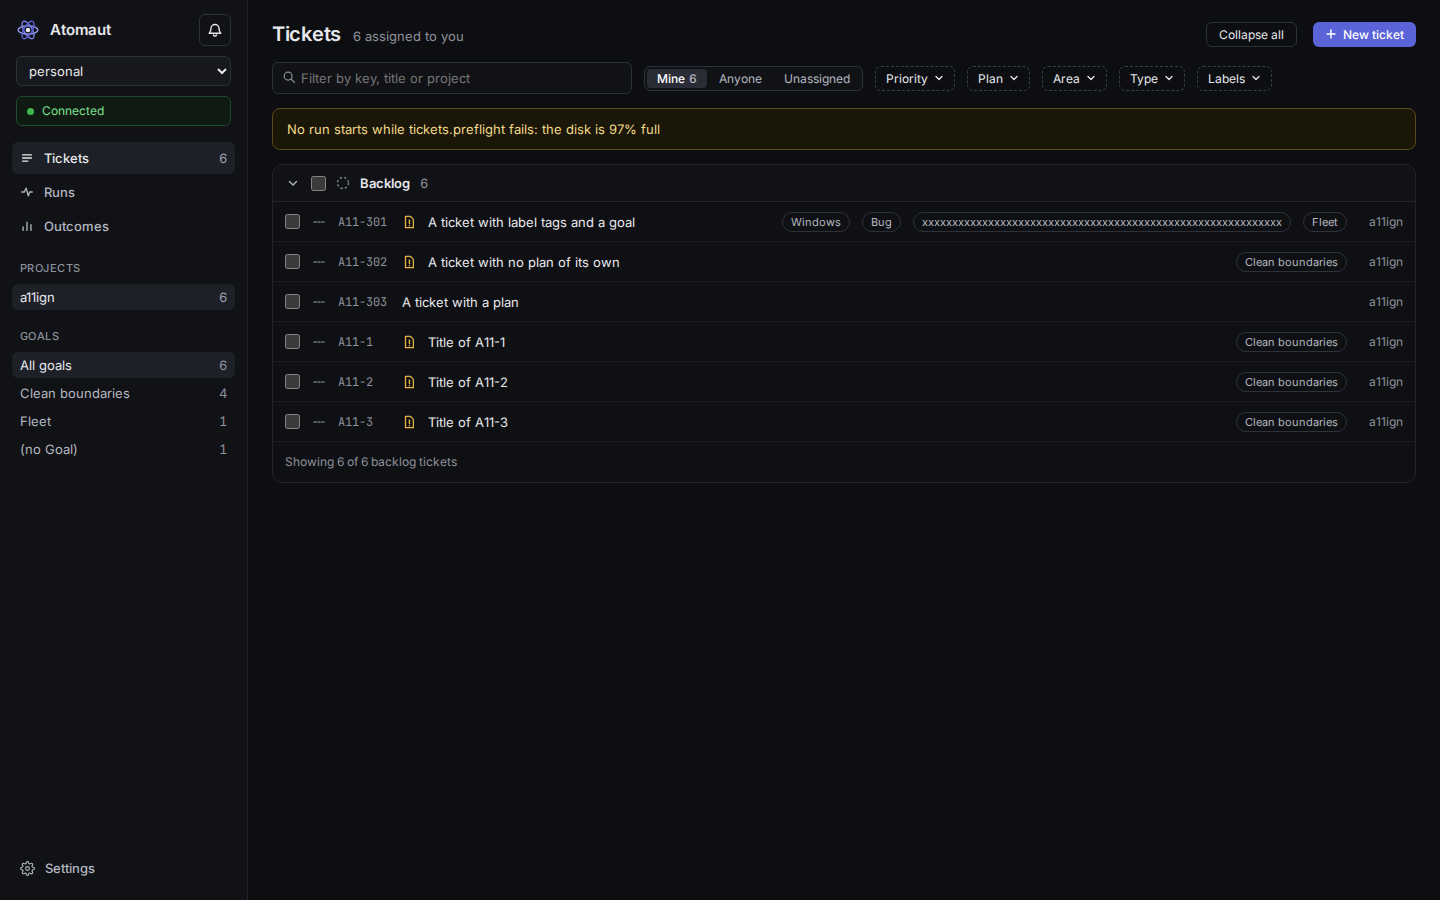 Atomaut
personal
Connected
Tickets 6
Runs
Outcomes
PROJECTS
a11ign 6
GOALS
All goals 6
Clean boundaries 4
Fleet 1
(no Goal) 1
Settings
Tickets 6 assigned to you
Collapse all
New ticket
Filter by key, title or project
Mine 6 Anyone Unassigned
Priority Plan Area Type Labels
No run starts while tickets.preflight fails: the disk is 97% full
Backlog 6
A11-301 A ticket with label tags and a goal Windows Bug xxxxxxxxxxxxxxxxxxxxxxxxxxxxxxxxxxxxxxxxxxxxxxxxxxxxxxxxxxxx Fleet a11ign
A11-302 A ticket with no plan of its own Clean boundaries a11ign
A11-303 A ticket with a plan a11ign
A11-1 Title of A11-1 Clean boundaries a11ign
A11-2 Title of A11-2 Clean boundaries a11ign
A11-3 Title of A11-3 Clean boundaries a11ign
Showing 6 of 6 backlog tickets